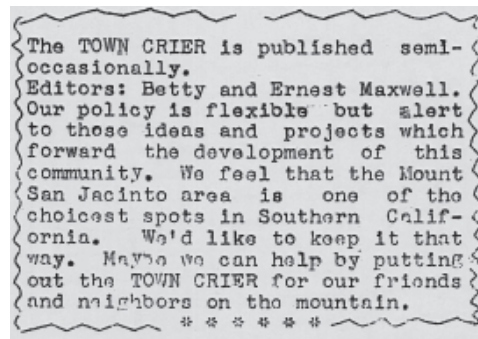 The TOWN CRIER is published semi-
occasionally.
Editors: Betty and Ernest Maxwell.
Our policy is flexible but alert
to those ideas and projects which
forward the development of this
community. We feel that the Mount
San Jacinto area is one of the
choicest spots in Southern Calif-
ornia. We'd like to keep it that
way. Maybe we can help by putting
out the TOWN CRIER for our friends
and neighbors on the mountain.
* * * * * *